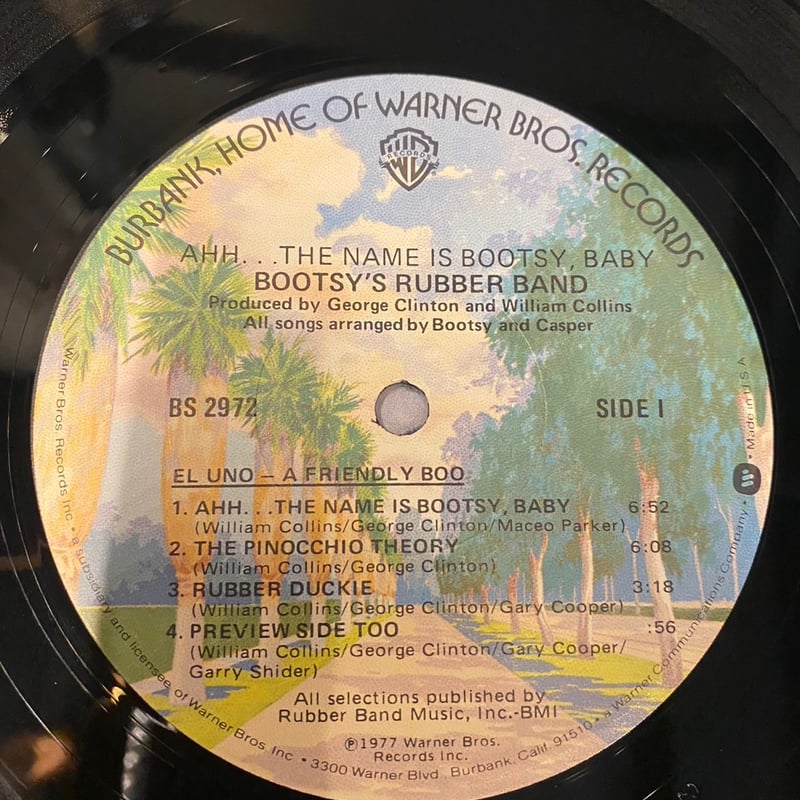 BURBANK, HOME OF WARNER BROS. RECORDS
RECORDS
AHH. . .THE NAME IS BOOTSY, BABY
BOOTSY'S RUBBER BAND
Produced by George Clinton and William Collins
All songs arranged by Bootsy and Casper
BS 2972
SIDE I
EL UNO – A FRIENDLY BOO
1. AHH. . .THE NAME IS BOOTSY, BABY 6:52
(William Collins/George Clinton/Maceo Parker)
2. THE PINOCCHIO THEORY 6:08
(William Collins/George Clinton)
3. RUBBER DUCKIE 3:18
(William Collins/George Clinton/Gary Cooper)
4. PREVIEW SIDE TOO :56
(William Collins/George Clinton/Gary Cooper/
Garry Shider)
All selections published by
Rubber Band Music, Inc.-BMI
℗1977 Warner Bros.
Records Inc.
Warner Bros. Records Inc. • a subsidiary and licensee of Warner Bros. Inc. • 3300 Warner Blvd., Burbank, Calif. 91510 • a Warner Communications Company • Made in U.S.A.